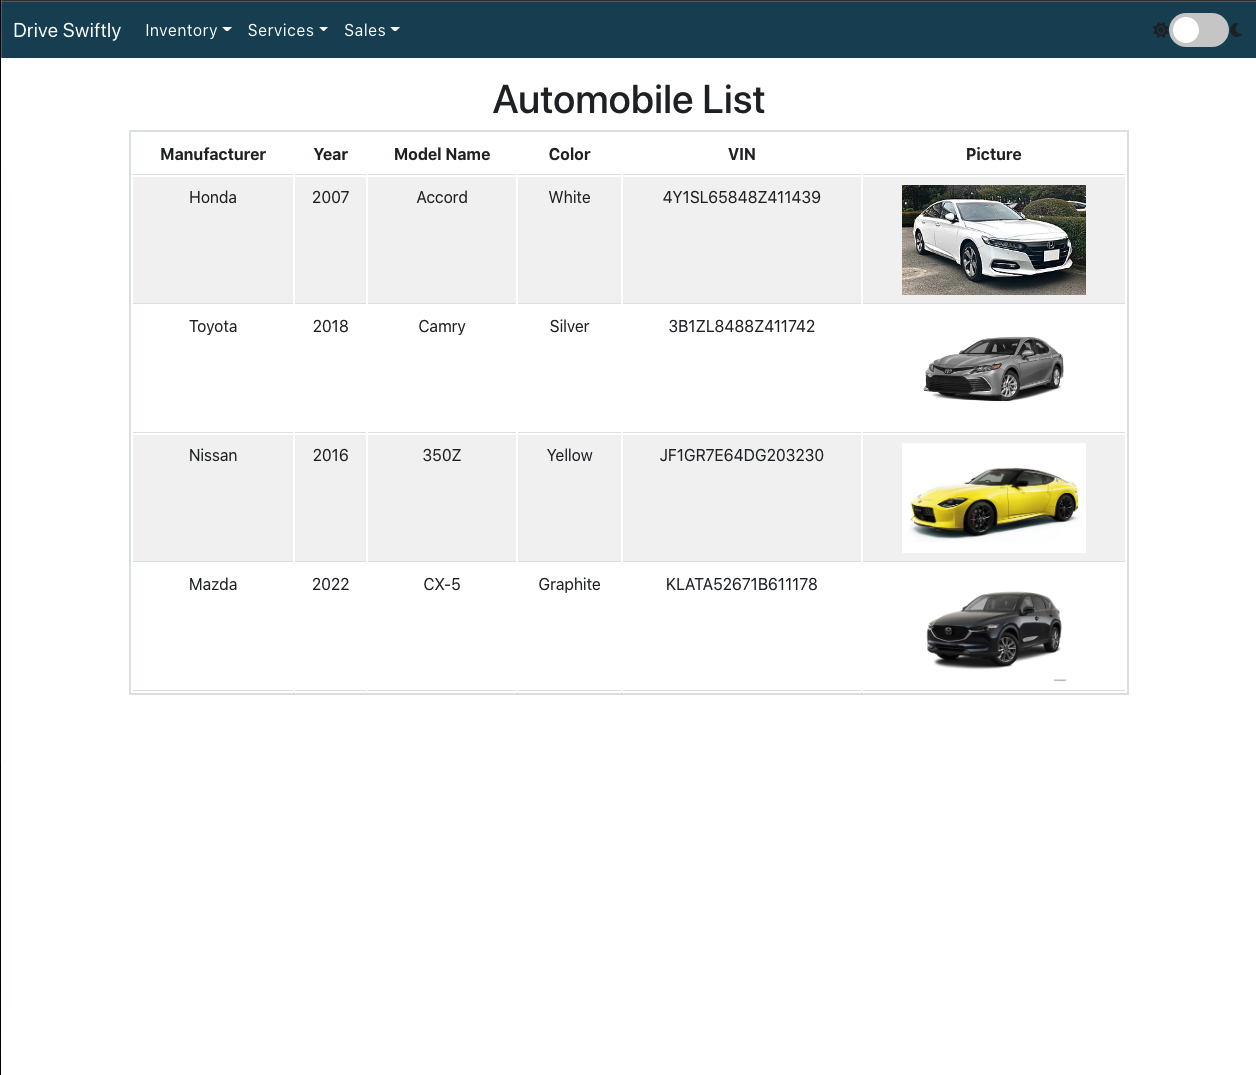 Drive Swiftly Inventory Services Sales
Automobile List
Manufacturer Year Model Name Color VIN Picture
Honda 2007 Accord White 4Y1SL65848Z411439
Toyota 2018 Camry Silver 3B1ZL8488Z411742
Nissan 2016 350Z Yellow JF1GR7E64DG203230
Mazda 2022 CX-5 Graphite KLATA52671B611178